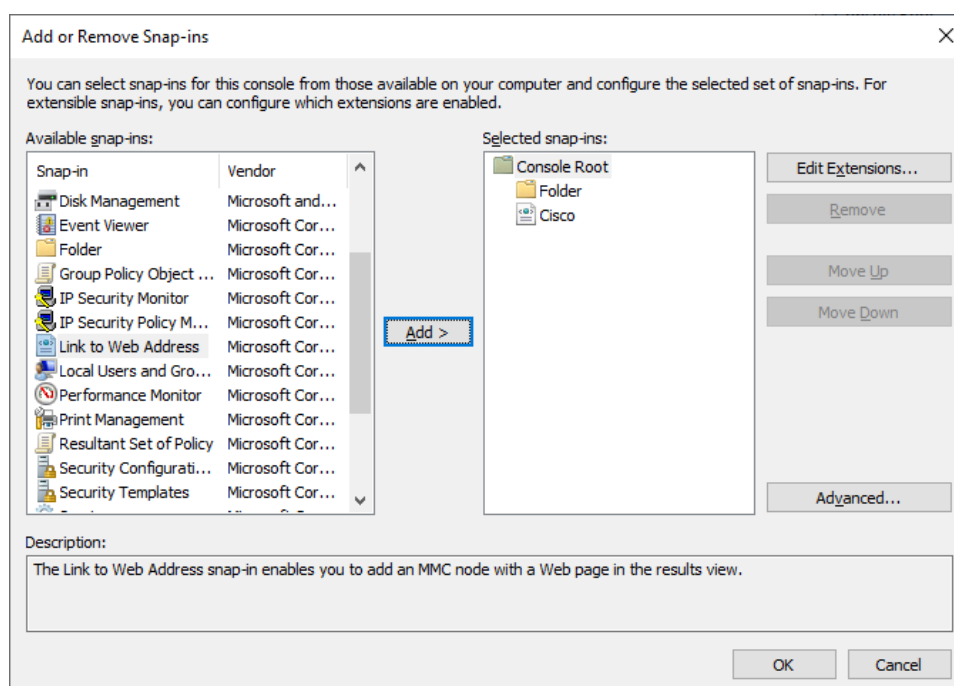 Add or Remove Snap-ins
You can select snap-ins for this console from those available on your computer and configure the selected set of snap-ins. For
extensible snap-ins, you can configure which extensions are enabled.
Available snap-ins:
Snap-in Vendor
Disk Management Microsoft and...
Event Viewer Microsoft Cor...
Folder Microsoft Cor...
Group Policy Object ... Microsoft Cor...
IP Security Monitor Microsoft Cor...
IP Security Policy M... Microsoft Cor...
Link to Web Address Microsoft Cor...
Local Users and Gro... Microsoft Cor...
Performance Monitor Microsoft Cor...
Print Management Microsoft Cor...
Resultant Set of Policy Microsoft Cor...
Security Configurati... Microsoft Cor...
Security Templates Microsoft Cor...
Add >
Selected snap-ins:
Console Root
Folder
Cisco
Edit Extensions...
Remove
Move Up
Move Down
Advanced...
Description:
The Link to Web Address snap-in enables you to add an MMC node with a Web page in the results view.
OK Cancel